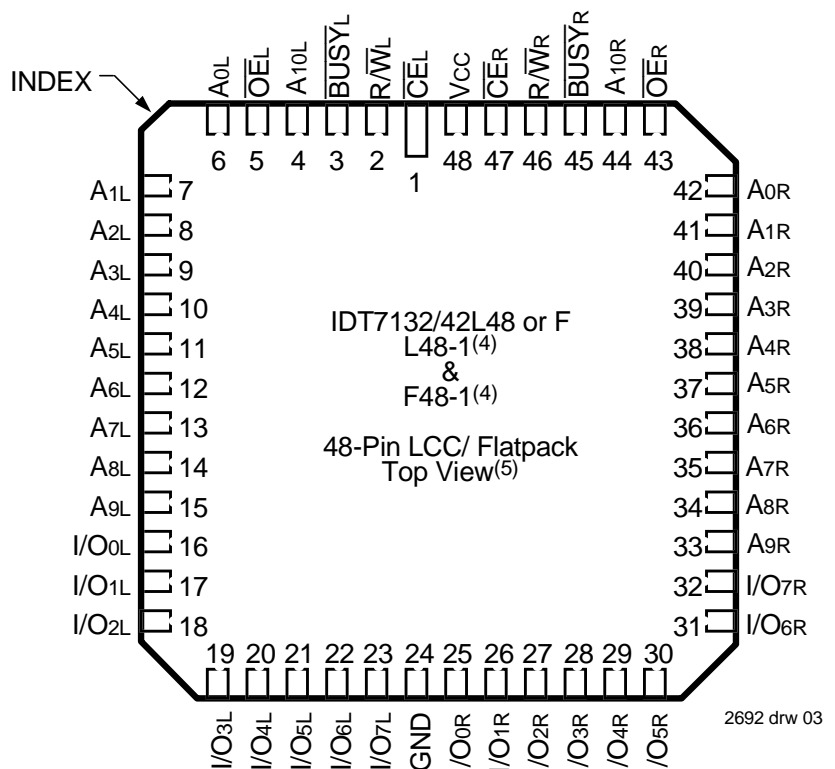 INDEX
A0L
OEL
A10L
BUSYL
R/WL
CEL
VCC
CER
R/WR
BUSYR
A10R
OER
6
5
4
3
2
1
48
47
46
45
44
43
A1L 7
A2L 8
A3L 9
A4L 10
A5L 11
A6L 12
A7L 13
A8L 14
A9L 15
I/O0L 16
I/O1L 17
I/O2L 18
IDT7132/42L48 or F
L48-1(4)
&
F48-1(4)
48-Pin LCC/ Flatpack
Top View(5)
42 A0R
41 A1R
40 A2R
39 A3R
38 A4R
37 A5R
36 A6R
35 A7R
34 A8R
33 A9R
32 I/O7R
31 I/O6R
19
20
21
22
23
24
25
26
27
28
29
30
I/O3L
I/O4L
I/O5L
I/O6L
I/O7L
GND
/O0R
I/O1R
/O2R
/O3R
/O4R
/O5R
2692 drw 03